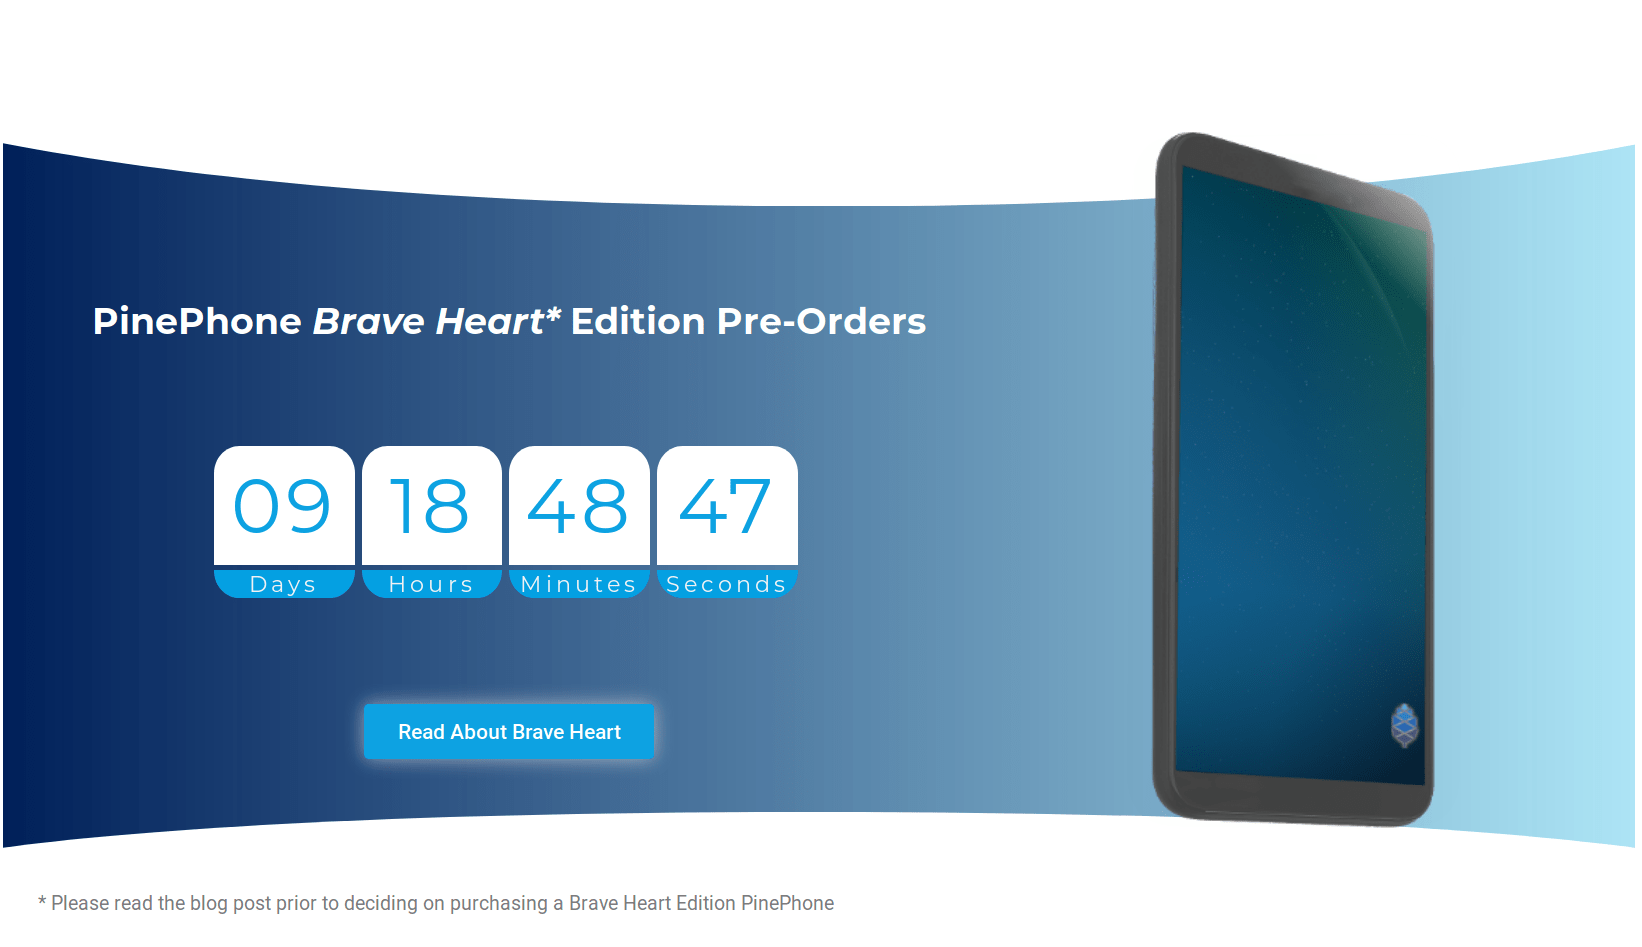 PinePhone Brave Heart* Edition Pre-Orders
09 18 48 47
Days Hours Minutes Seconds
Read About Brave Heart
* Please read the blog post prior to deciding on purchasing a Brave Heart Edition PinePhone